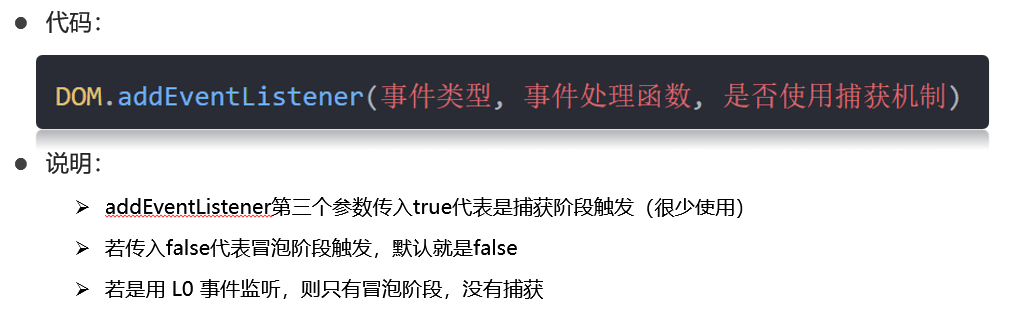 ● 代码：
DOM.addEventListener(事件类型, 事件处理函数, 是否使用捕获机制)
● 说明：
➢ addEventListener第三个参数传入true代表是捕获阶段触发（很少使用）
➢ 若传入false代表冒泡阶段触发，默认就是false
➢ 若是用 L0 事件监听，则只有冒泡阶段，没有捕获